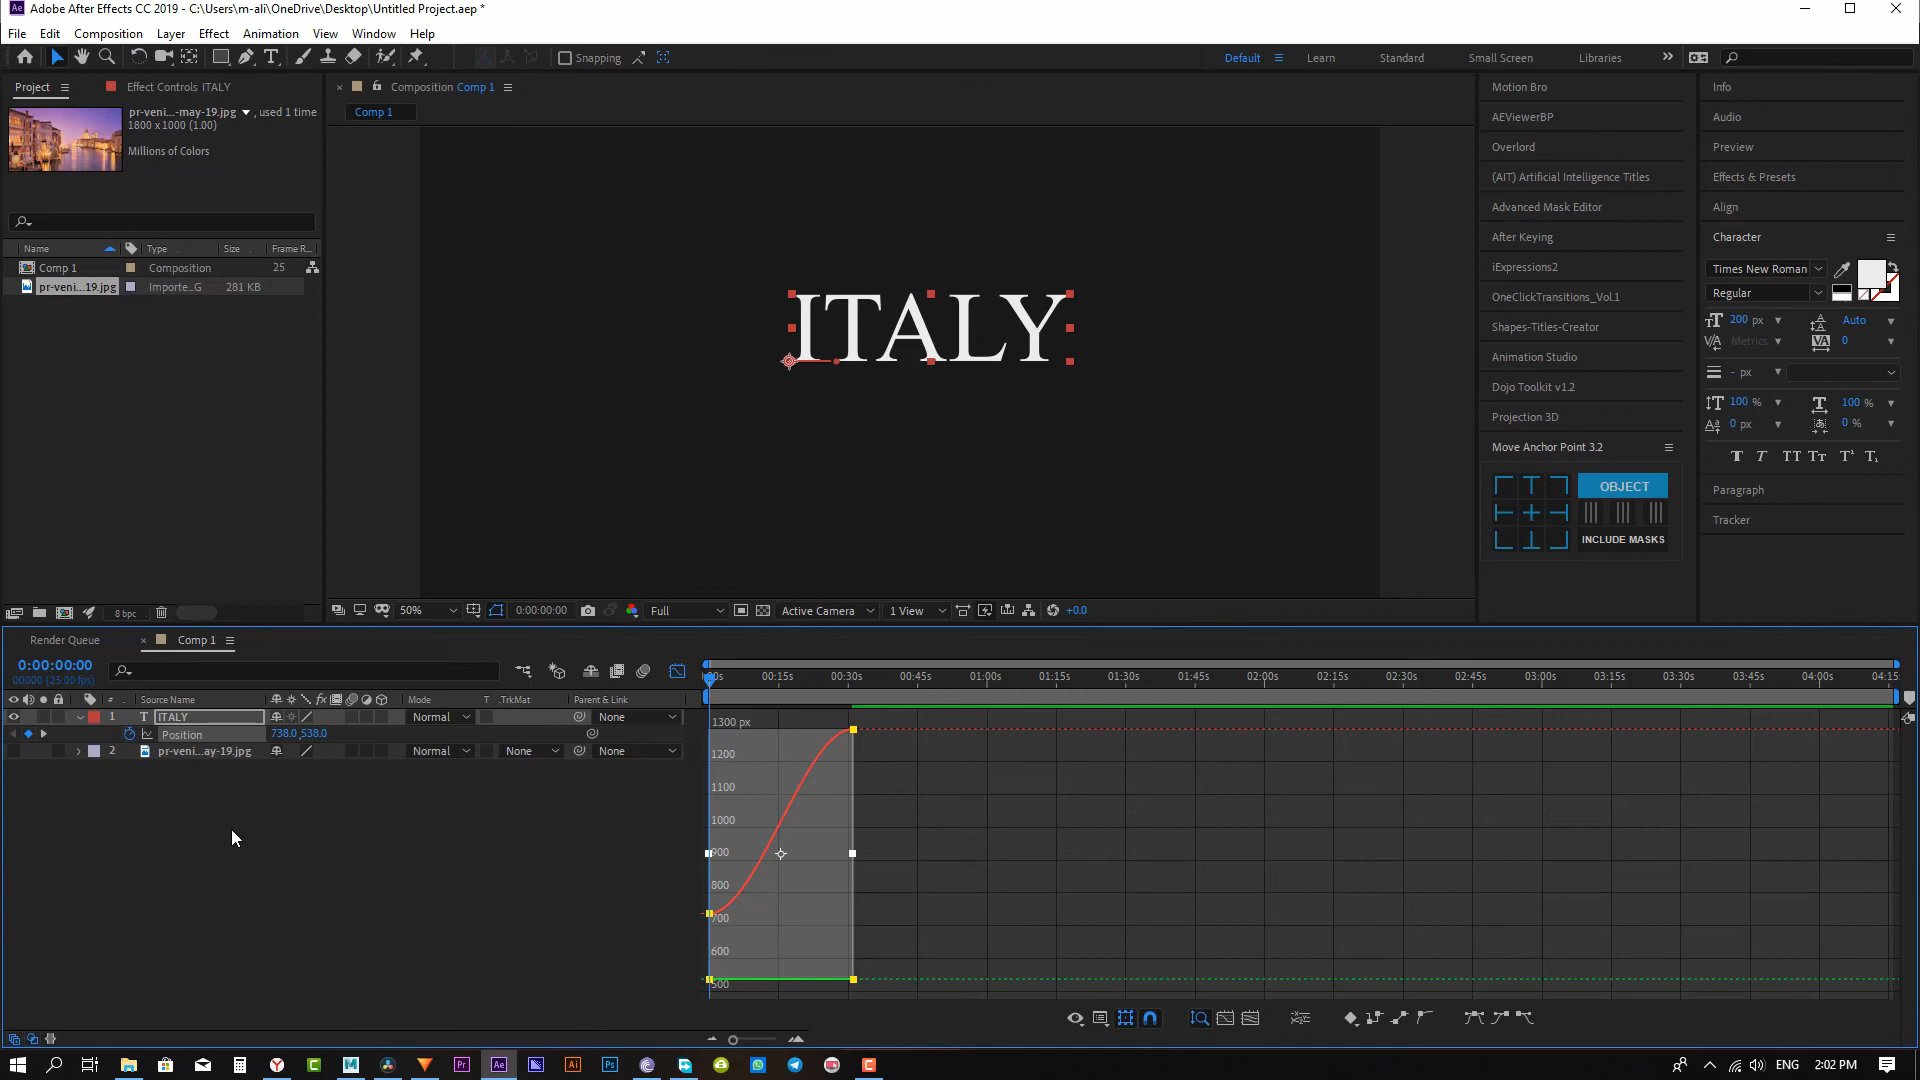 Adobe After Effects CC 2019 - C:\Users\m-ali\OneDrive\Desktop\Untitled Project.aep *
File Edit Composition Layer Effect Animation View Window Help
Snapping
Default Learn Standard Small Screen Libraries
Project Effect Controls ITALY
pr-veni...-may-19.jpg , used 1 time
1800 x 1000 (1.00)
Millions of Colors
Name Type Size Frame R...
Comp 1 Composition 25
pr-veni...19.jpg Importe...G 281 KB
8 bpc
Composition Comp 1
Comp 1
ITALY
50% 0:00:00:00 Full Active Camera 1 View +0.0
Motion Bro
AEViewerBP
Overlord
(AIT) Artificial Intelligence Titles
Advanced Mask Editor
After Keying
iExpressions2
OneClickTransitions_Vol.1
Shapes-Titles-Creator
Animation Studio
Dojo Toolkit v1.2
Projection 3D
Move Anchor Point 3.2
OBJECT
INCLUDE MASKS
Info
Audio
Preview
Effects & Presets
Align
Character
Times New Roman
Regular
200 px Auto
Metrics 0
- px
100 % 100 %
0 px 0 %
Paragraph
Tracker
Render Queue Comp 1
0:00:00:00
00000 (25.00 fps)
# Source Name Mode T .TrkMat Parent & Link
1 T ITALY Normal None
Position 738.0,538.0
2 pr-veni...ay-19.jpg Normal None None
00:15s 00:30s 00:45s 01:00s 01:15s 01:30s 01:45s 02:00s 02:15s 02:30s 02:45s 03:00s 03:15s 03:30s 03:45s 04:00s 04:15
1300 px
1200
1100
1000
900
800
700
600
500
ENG 2:02 PM